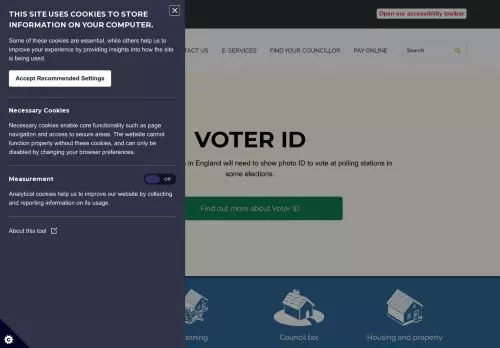 THIS SITE USES COOKIES TO STORE
INFORMATION ON YOUR COMPUTER.
Some of these cookies are essential, while others help us to
improve your experience by providing insights into how the site
is being used.
Accept Recommended Settings
Necessary Cookies
Necessary cookies enable core functionality such as page
navigation and access to secure areas. The website cannot
function properly without these cookies, and can only be
disabled by changing your browser preferences.
Measurement
Off
Analytical cookies help us to improve our website by collecting
and reporting information on its usage.
About this tool
Open our accessibility toolbar
US
E-SERVICES
FIND YOUR COUNCILLOR
PAY ONLINE
Search
VOTER ID
in England will need to show photo ID to vote at polling stations in
some elections.
Find out more about Voter ID
Council tax
Housing and property